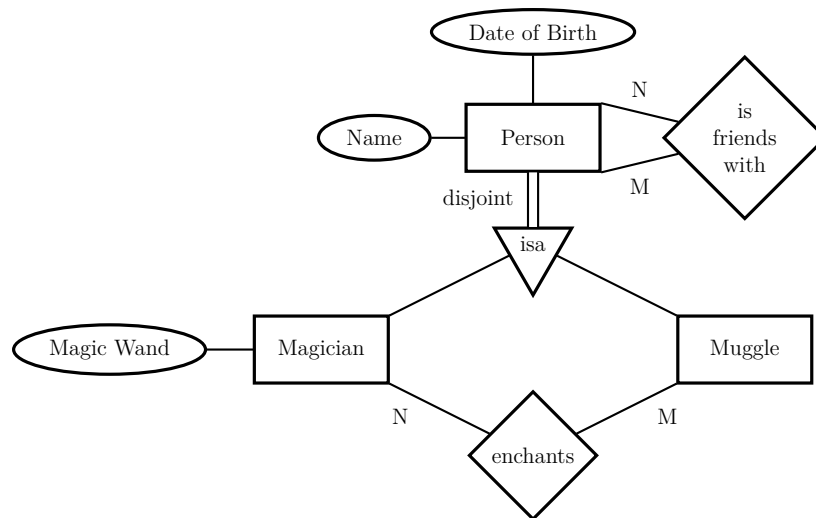 Date of Birth
N
Name
Person
is
friends
with
M
disjoint
isa
Magic Wand
Magician
Muggle
N
M
enchants